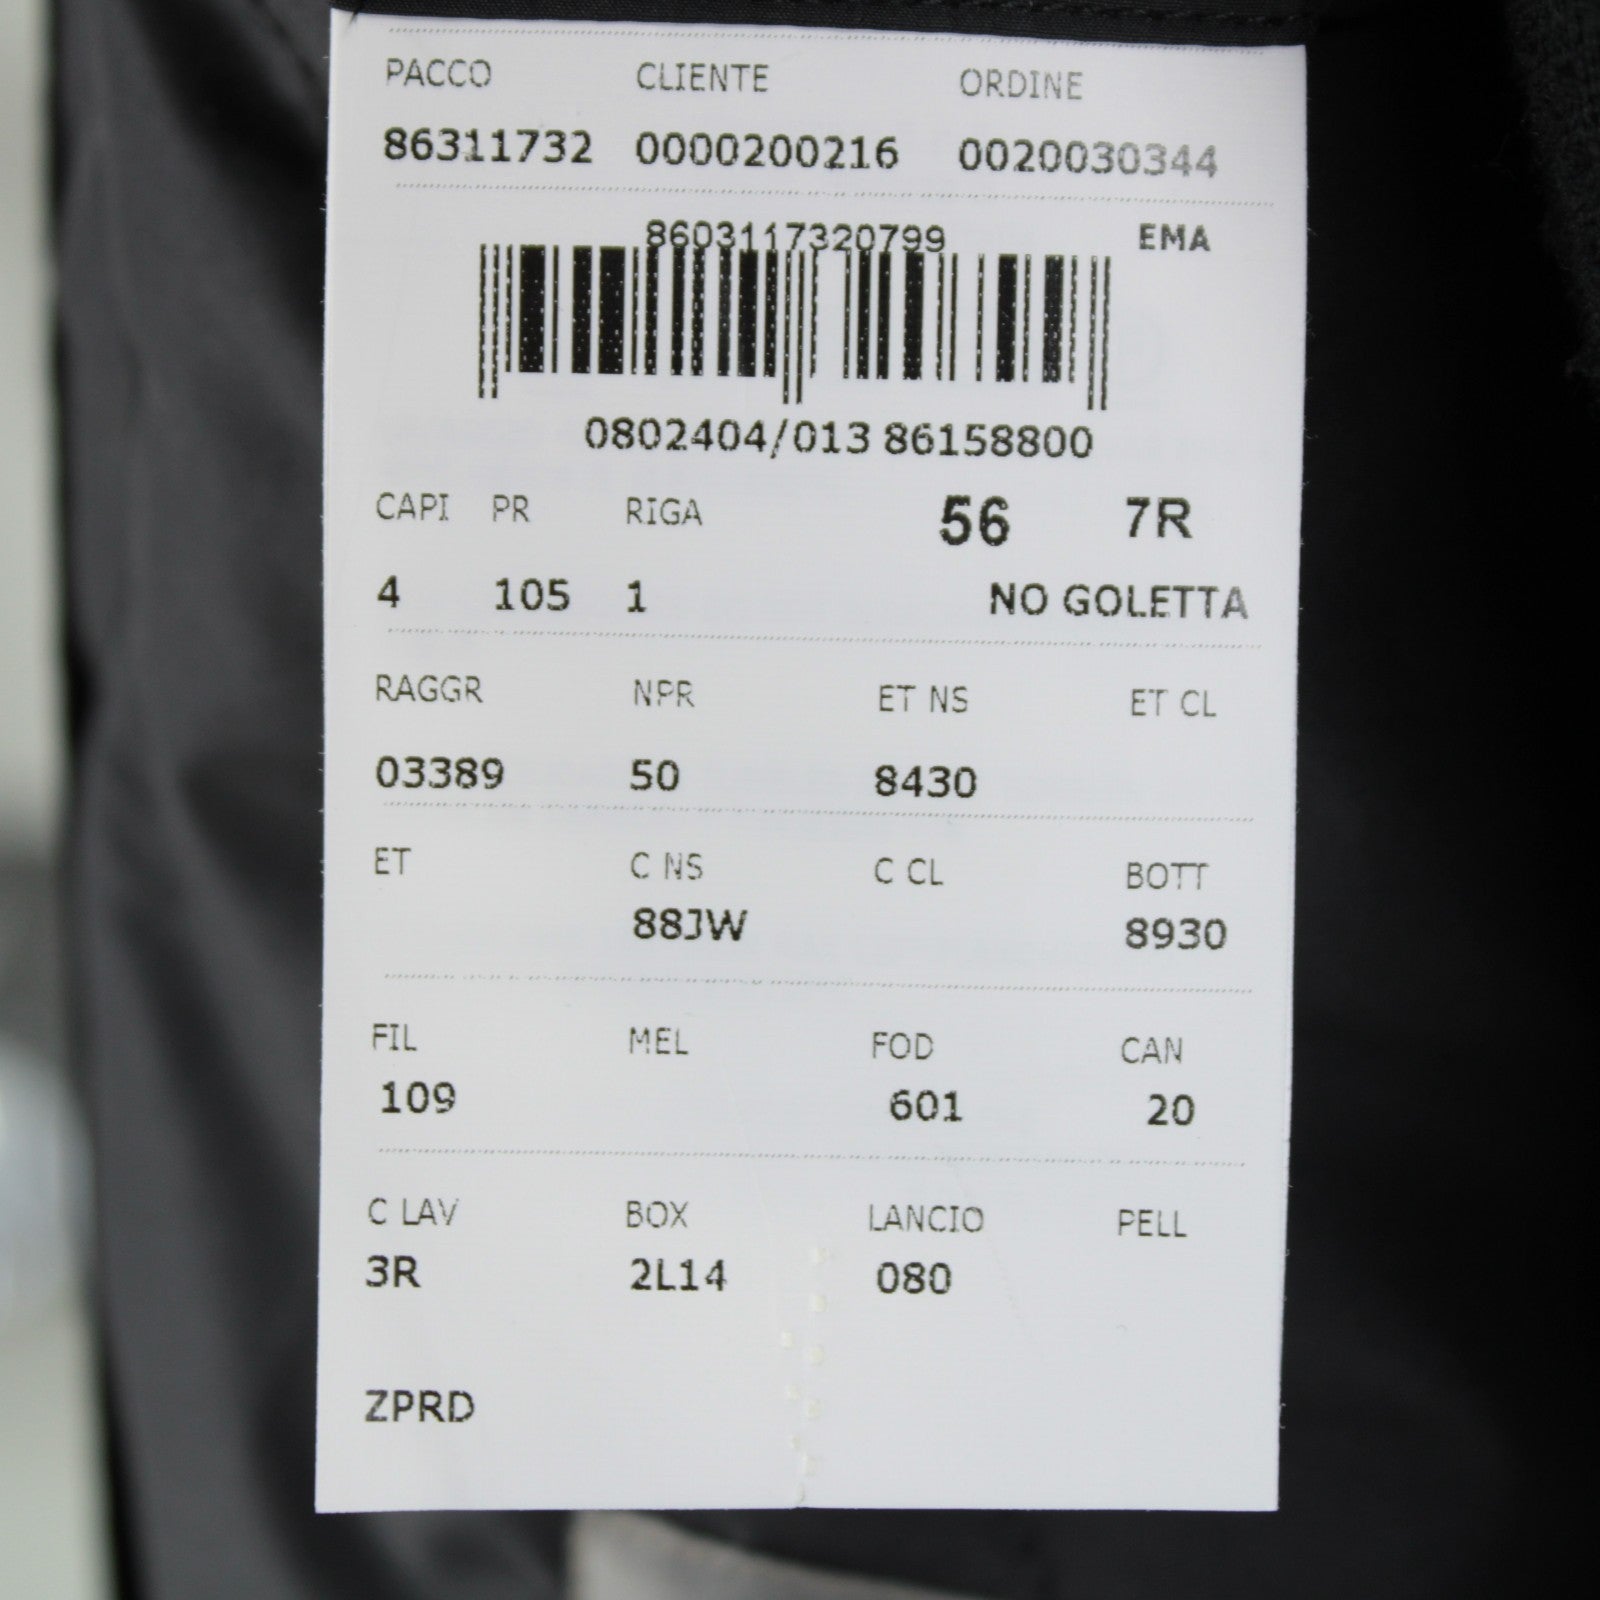 PACCO CLIENTE ORDINE
86311732 0000200216 0020030344
8603117320799 EMA
0802404/013 86158800
CAPI PR RIGA 56 7R
4 105 1 NO GOLETTA
RAGGR NPR ET NS ET CL
03389 50 8430
ET C NS C CL BOTT
88JW 8930
FIL MEL FOD CAN
109 601 20
C LAV BOX LANCIO PELL
3R 2L14 080
ZPRD